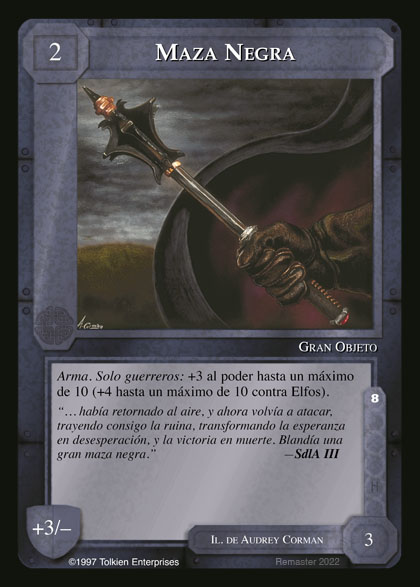 2
MAZA NEGRA
GRAN OBJETO
Arma. Solo guerreros: +3 al poder hasta un máximo
de 10 (+4 hasta un máximo de 10 contra Elfos).
“… había retornado al aire, y ahora volvía a atacar,
trayendo consigo la ruina, transformando la esperanza
en desesperación, y la victoria en muerte. Blandía una
gran maza negra.” —SdlA III
8
H
+3/–
IL. DE AUDREY CORMAN
3
©1997 Tolkien Enterprises
Remaster 2022